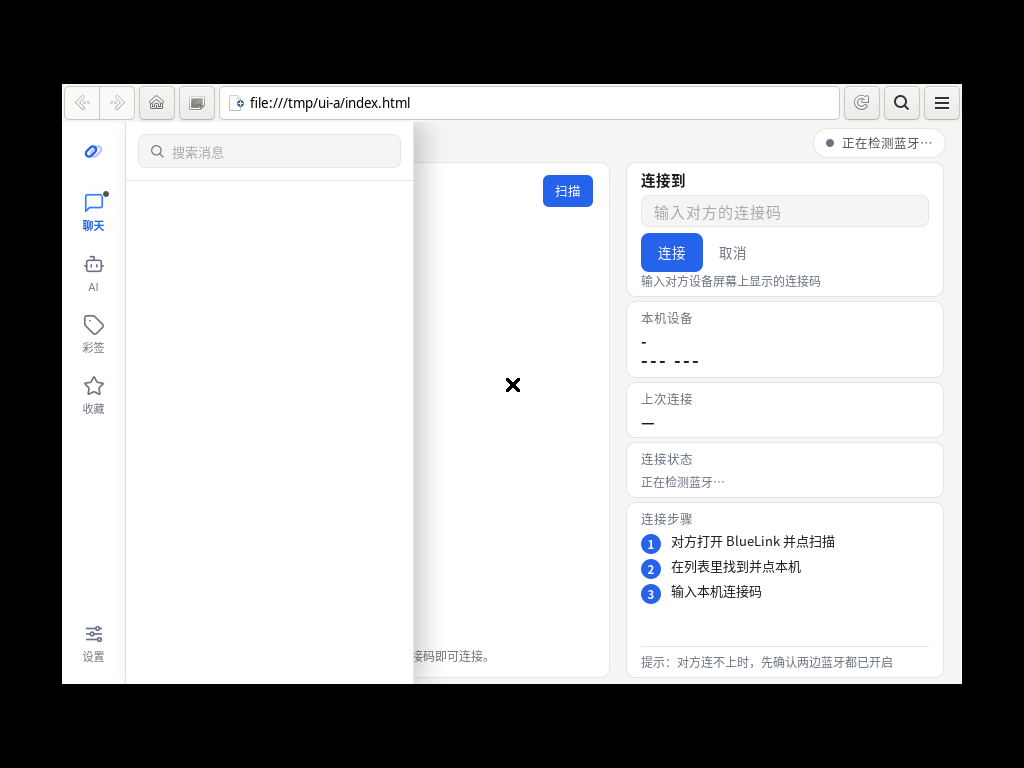 file:///tmp/ui-a/index.html
搜索消息
正在检测蓝牙…
聊天
AI
彩签
收藏
设置
扫描
接码即可连接。
连接到
输入对方的连接码
连接
取消
输入对方设备屏幕上显示的连接码
本机设备
-
--- ---
上次连接
—
连接状态
正在检测蓝牙…
连接步骤
1 对方打开 BlueLink 并点扫描
2 在列表里找到并点本机
3 输入本机连接码
提示：对方连不上时，先确认两边蓝牙都已开启